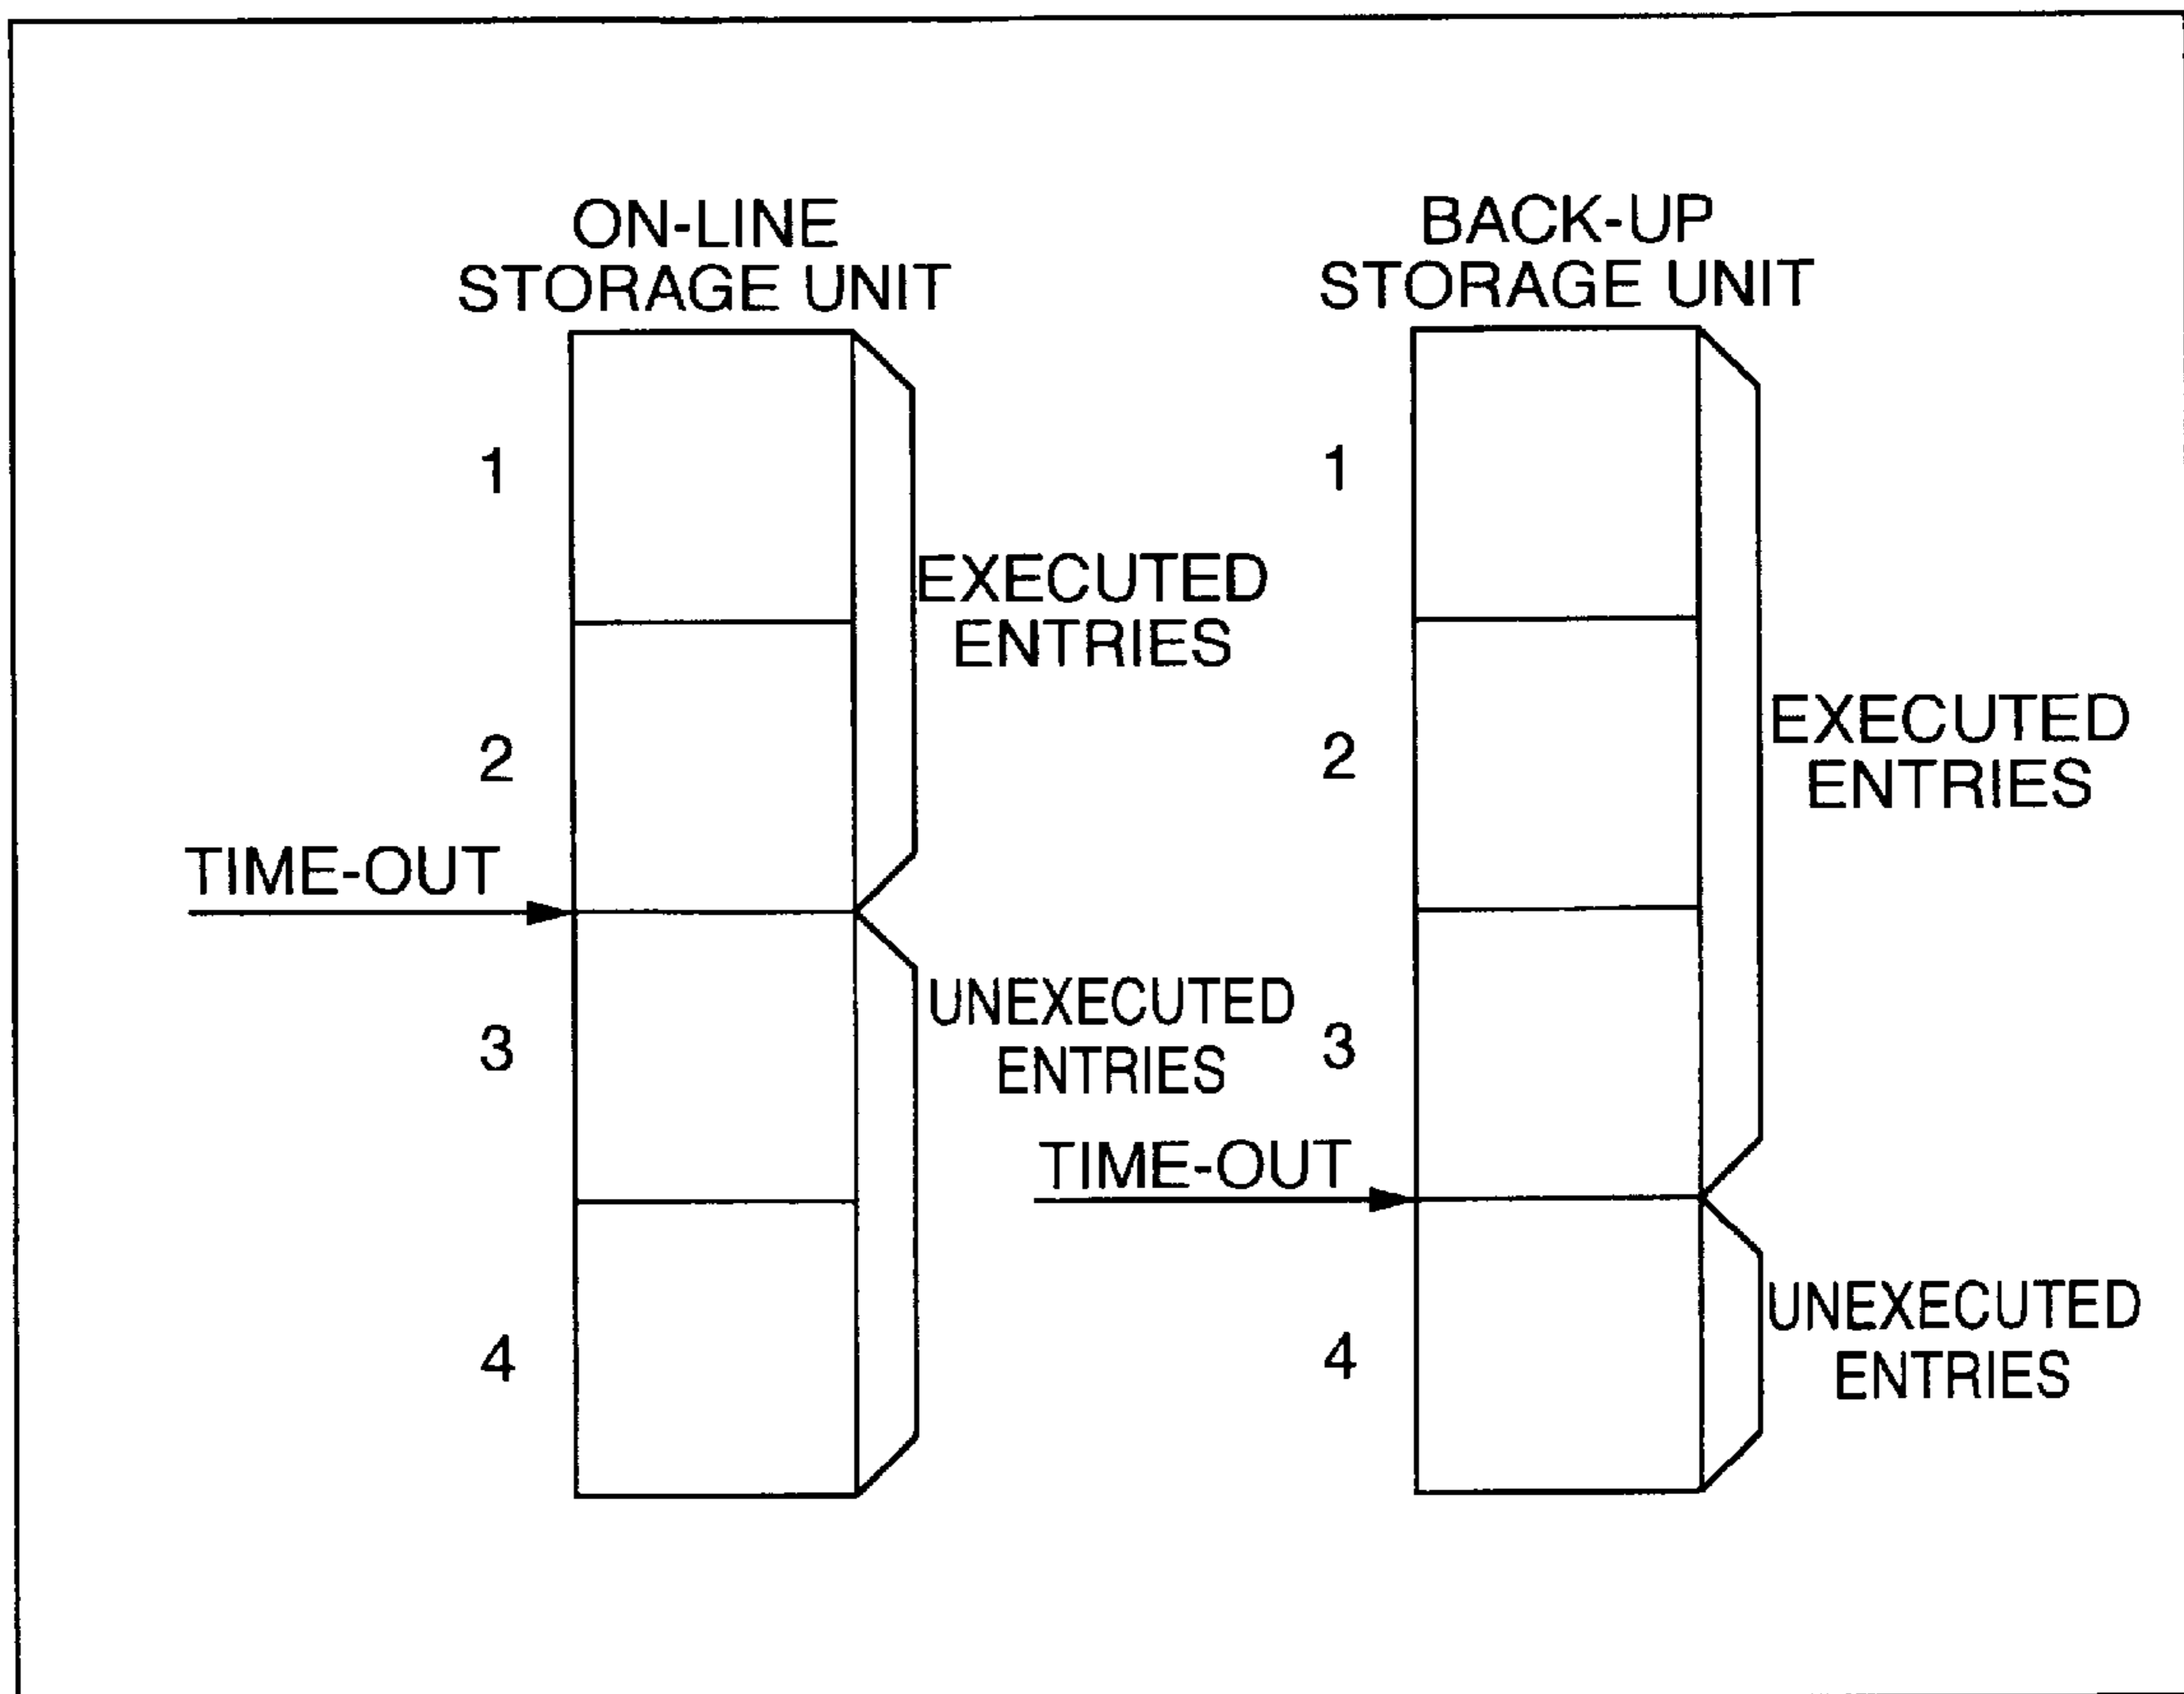 ON-LINE
STORAGE UNIT
1
2
3
4
EXECUTED
ENTRIES
TIME-OUT
UNEXECUTED
ENTRIES
BACK-UP
STORAGE UNIT
1
2
3
4
EXECUTED
ENTRIES
TIME-OUT
UNEXECUTED
ENTRIES